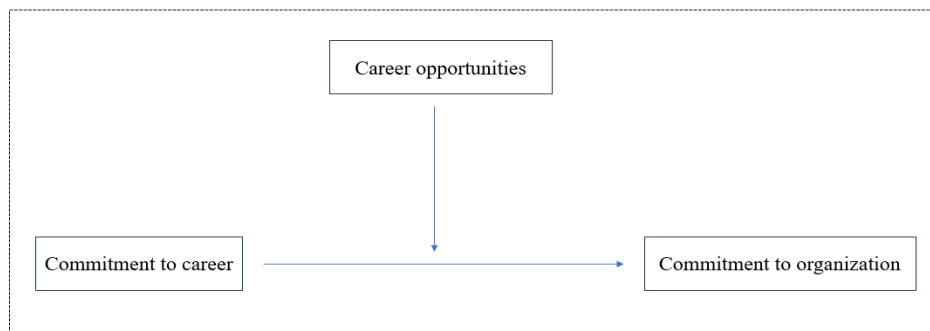 Career opportunities
Commitment to career
Commitment to organization